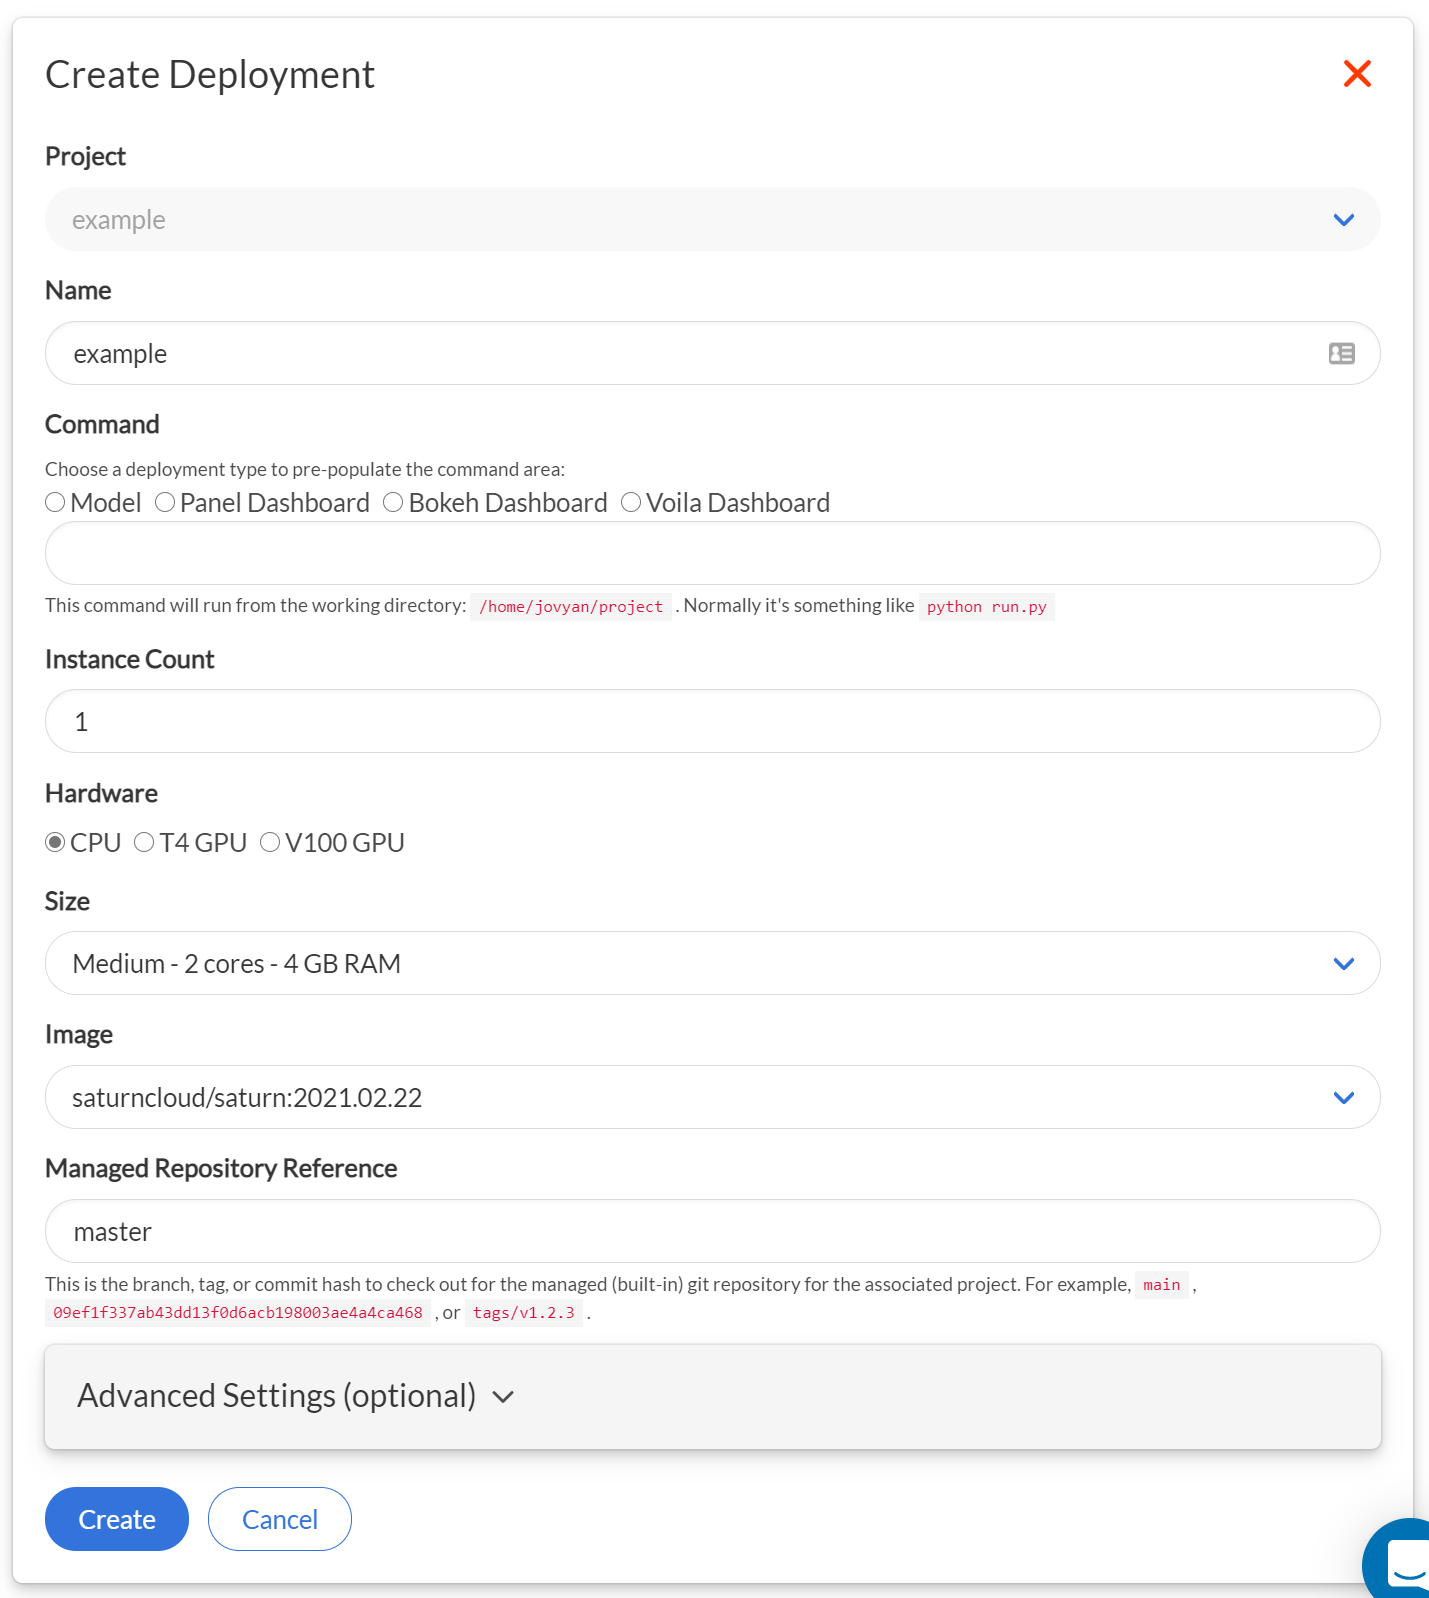 Create Deployment
Project
example
Name
example
Command
Choose a deployment type to pre-populate the command area:
Model Panel Dashboard Bokeh Dashboard Voila Dashboard
This command will run from the working directory: /home/jovyan/project . Normally it's something like python run.py
Instance Count
1
Hardware
CPU T4 GPU V100 GPU
Size
Medium - 2 cores - 4 GB RAM
Image
saturncloud/saturn:2021.02.22
Managed Repository Reference
master
This is the branch, tag, or commit hash to check out for the managed (built-in) git repository for the associated project. For example, main ,
09ef1f337ab43dd13f0d6acb198003ae4a4ca468 , or tags/v1.2.3 .
Advanced Settings (optional)
Create Cancel